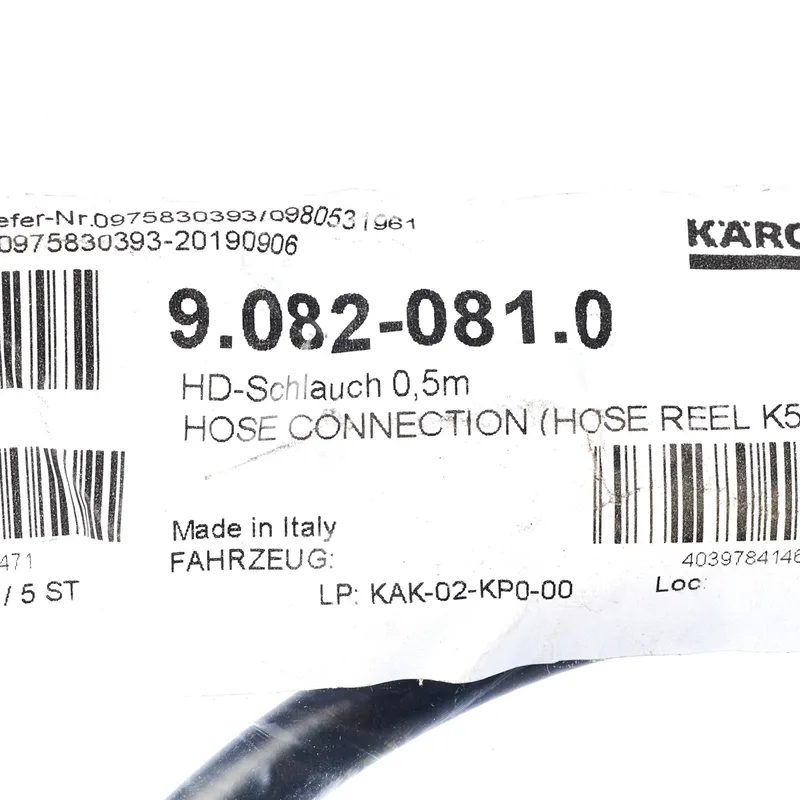 efer-Nr.0975830393/0980531981
0975830393-20190906
KÄRC
9.082-081.0
HD-Schlauch 0,5m
HOSE CONNECTION (HOSE REEL K5
Made in Italy
FAHRZEUG:
471
4039784146
/ 5 ST
LP: KAK-02-KP0-00
Loc: